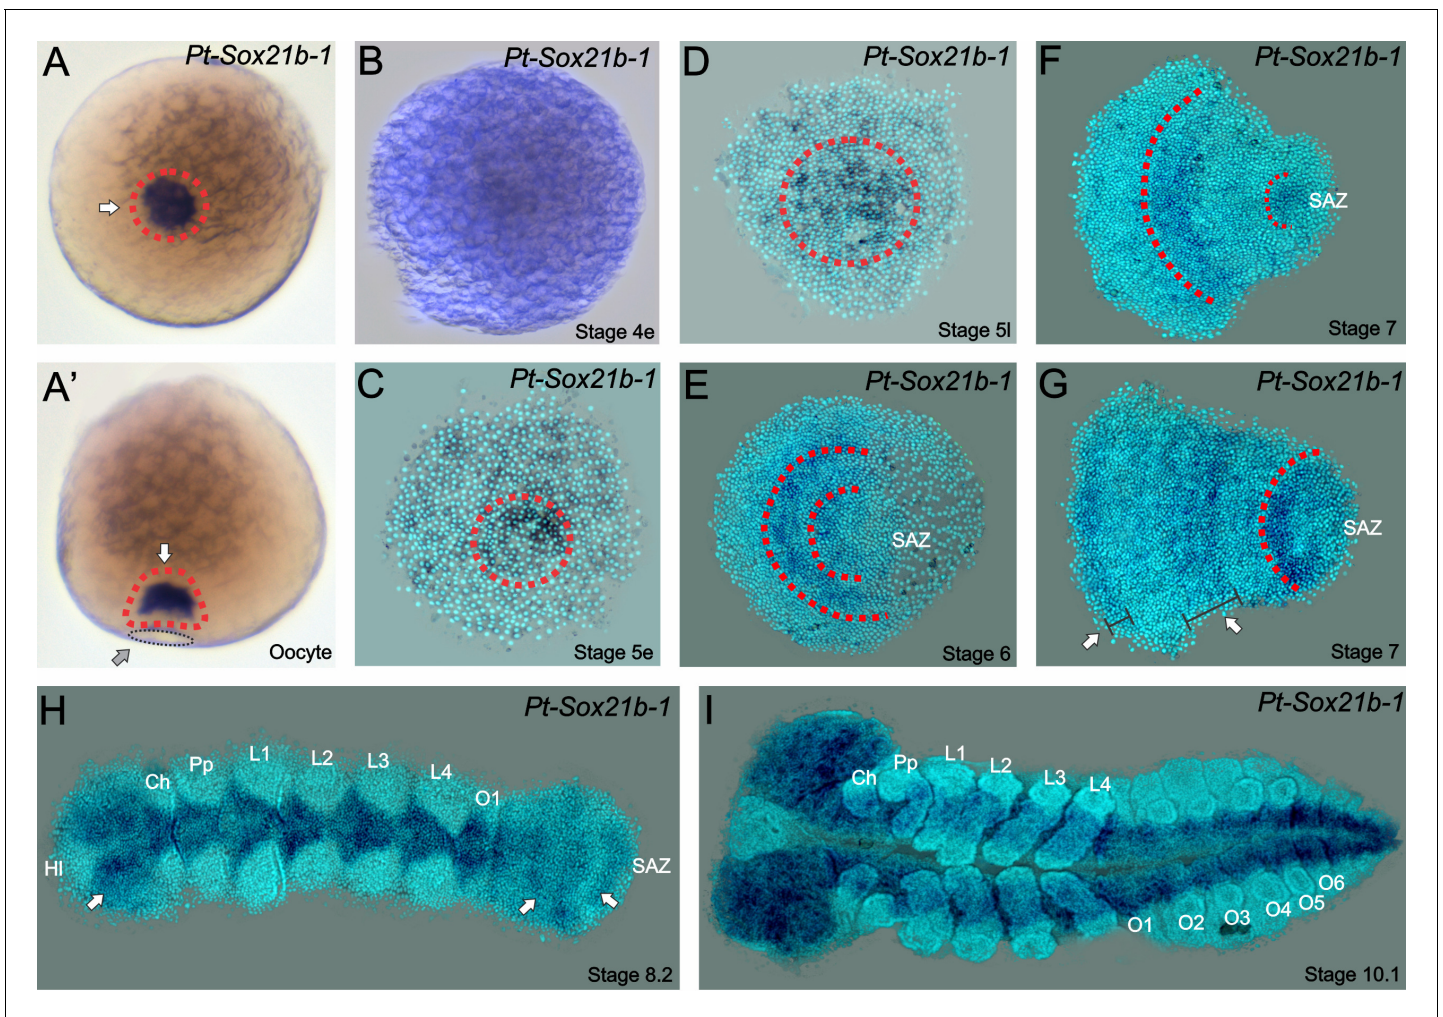 A
Pt-Sox21b-1
B
Pt-Sox21b-1
Stage 4e
D
Pt-Sox21b-1
Stage 5l
F
Pt-Sox21b-1
SAZ
Stage 7
A’
Oocyte
C
Pt-Sox21b-1
Stage 5e
E
Pt-Sox21b-1
SAZ
Stage 6
G
Pt-Sox21b-1
SAZ
Stage 7
H
Pt-Sox21b-1
Ch
Pp
L1
L2
L3
L4
O1
Hl
SAZ
Stage 8.2
I
Pt-Sox21b-1
Ch
Pp
L1
L2
L3
L4
O1
O2
O3
O4
O5
O6
Stage 10.1